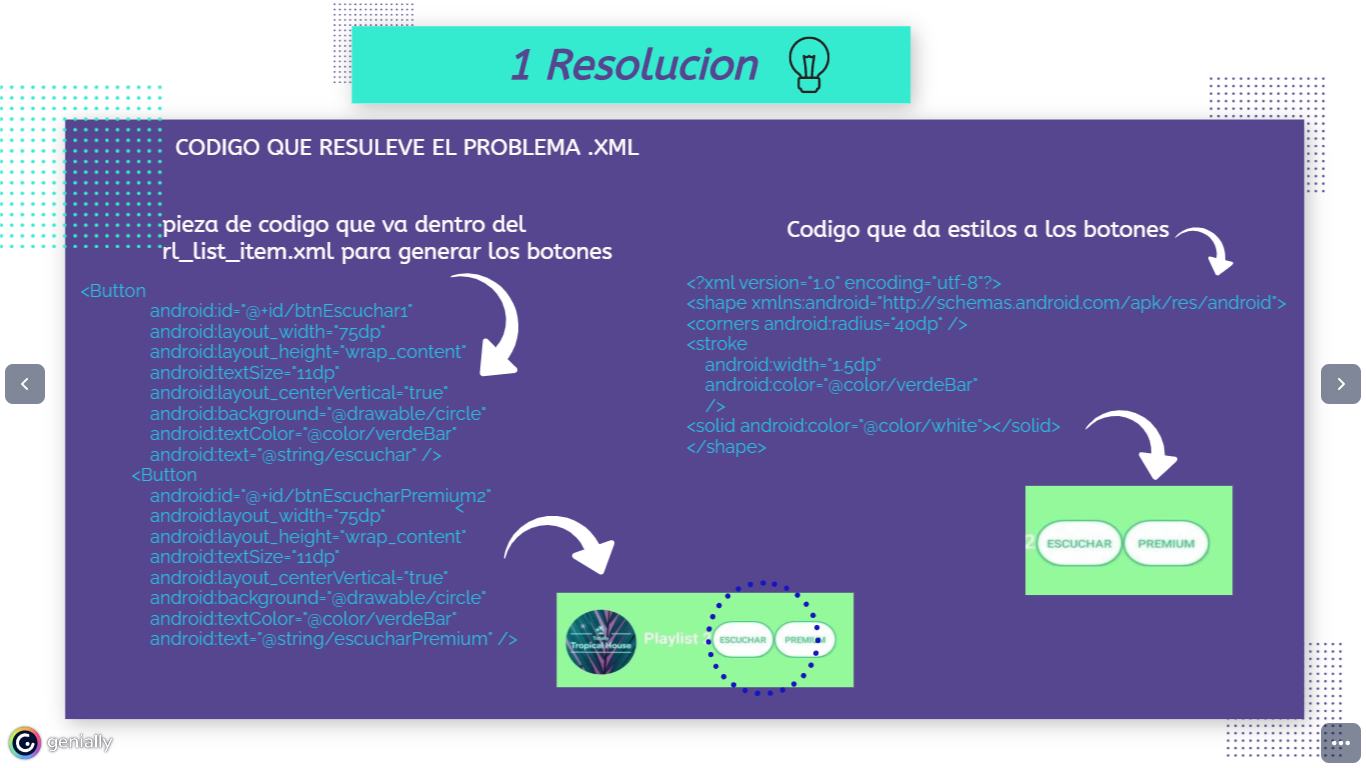 1 Resolucion
CODIGO QUE RESULEVE EL PROBLEMA .XML
pieza de codigo que va dentro del
rl_list_item.xml para generar los botones
<Button
android:id="@+id/btnEscuchar1"
android:layout_width="75dp"
android:layout_height="wrap_content"
android:textSize="11dp"
android:layout_centerVertical="true"
android:background="@drawable/circle"
android:textColor="@color/verdeBar"
android:text="@string/escuchar" />
<Button
android:id="@+id/btnEscucharPremium2"
<
android:layout_width="75dp"
android:layout_height="wrap_content"
android:textSize="11dp"
android:layout_centerVertical="true"
android:background="@drawable/circle"
android:textColor="@color/verdeBar"
android:text="@string/escucharPremium" />
Tropical House
Playlist 2
ESCUCHAR
PREMIUM
Codigo que da estilos a los botones
<?xml version="1.0" encoding="utf-8"?>
<shape xmlns:android="http://schemas.android.com/apk/res/android">
<corners android:radius="40dp" />
<stroke
android:width="1.5dp"
android:color="@color/verdeBar"
/>
<solid android:color="@color/white"></solid>
</shape>
2
ESCUCHAR
PREMIUM
genially